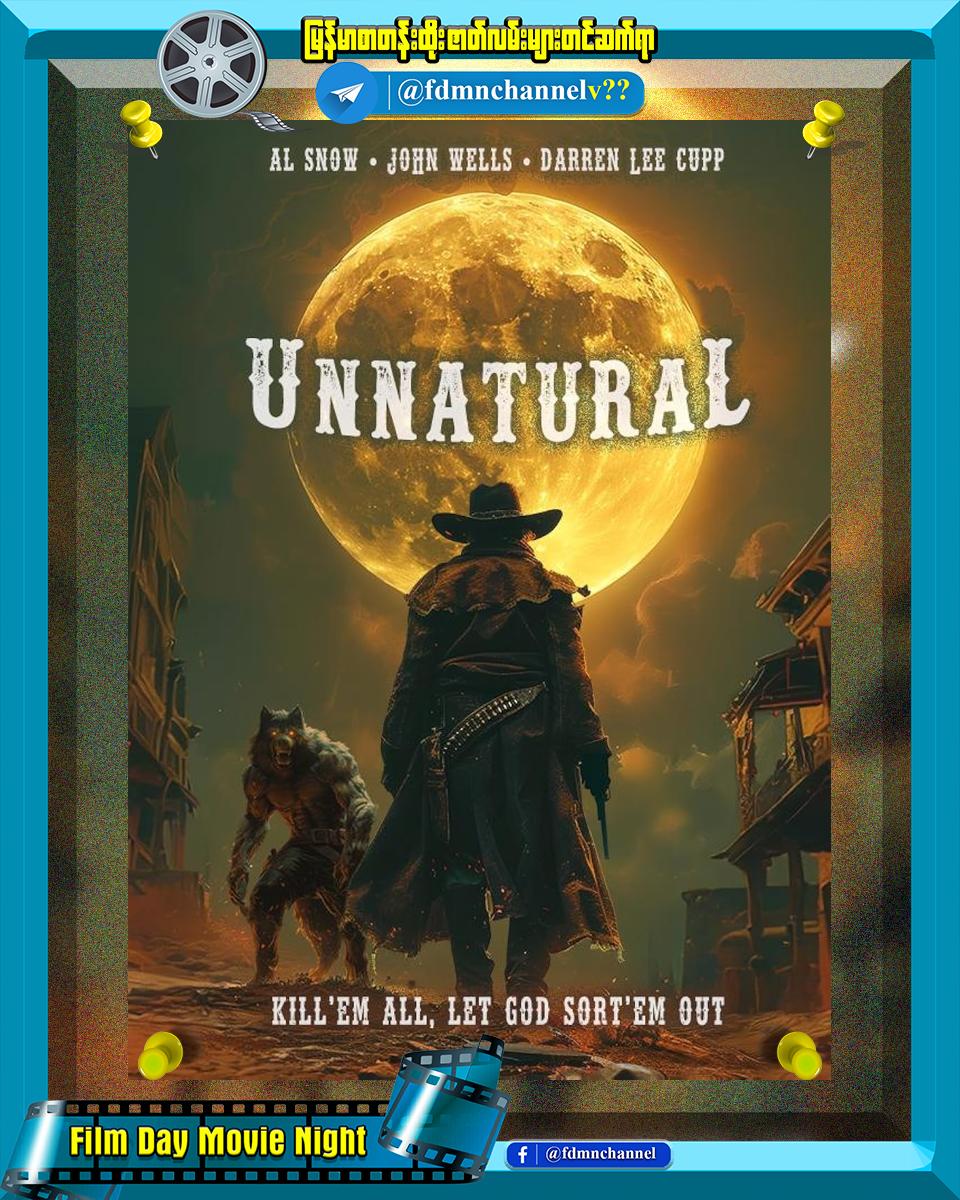 မြန်မာစာတန်းထိုးဇာတ်လမ်းများတင်ဆက်ရာ
@fdmnchannelv??
AL SNOW • JOHN WELLS • DARREN LEE CUPP
UNNATURAL
KILL'EM ALL, LET GOD SORT'EM OUT
Film Day Movie Night
f | @fdmnchannel